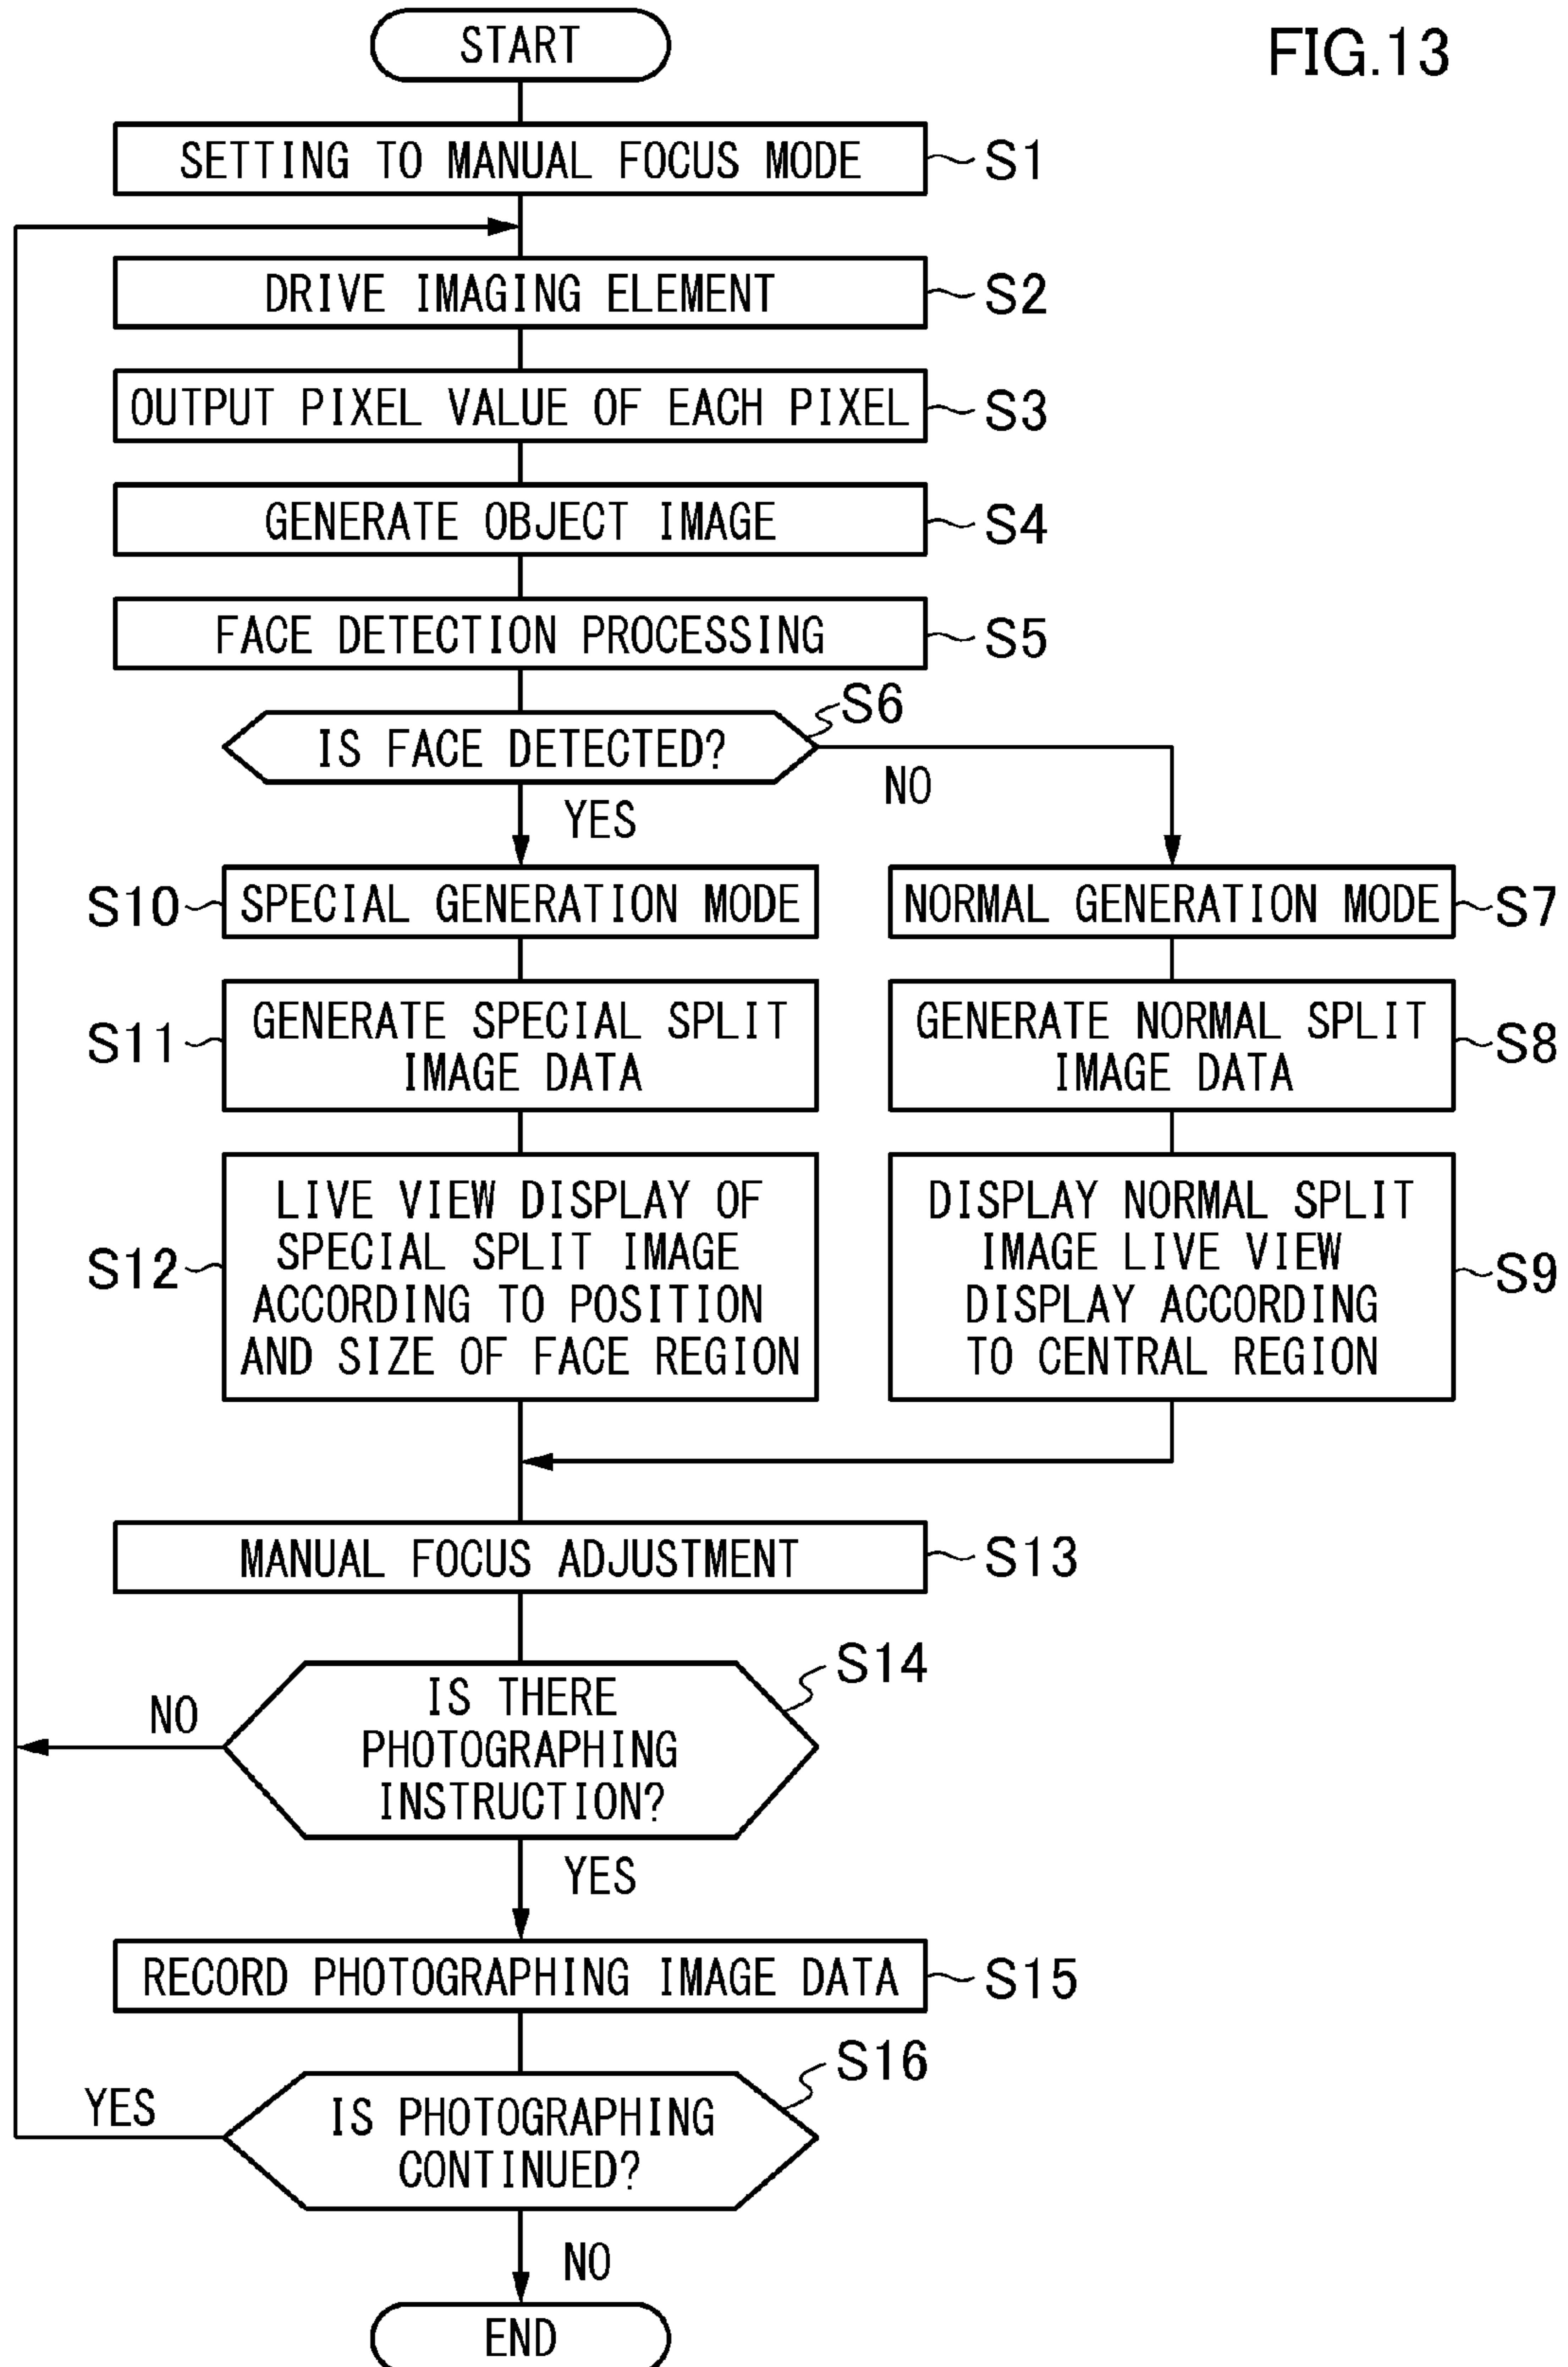 FIG.13
START
SETTING TO MANUAL FOCUS MODE
S1
DRIVE IMAGING ELEMENT
S2
OUTPUT PIXEL VALUE OF EACH PIXEL
S3
GENERATE OBJECT IMAGE
S4
FACE DETECTION PROCESSING
S5
IS FACE DETECTED?
S6
NO
YES
S10
SPECIAL GENERATION MODE
NORMAL GENERATION MODE
S7
S11
GENERATE SPECIAL SPLIT
IMAGE DATA
GENERATE NORMAL SPLIT
IMAGE DATA
S8
S12
LIVE VIEW DISPLAY OF
SPECIAL SPLIT IMAGE
ACCORDING TO POSITION
AND SIZE OF FACE REGION
DISPLAY NORMAL SPLIT
IMAGE LIVE VIEW
DISPLAY ACCORDING
TO CENTRAL REGION
S9
MANUAL FOCUS ADJUSTMENT
S13
IS THERE
PHOTOGRAPHING
INSTRUCTION?
S14
NO
YES
RECORD PHOTOGRAPHING IMAGE DATA
S15
IS PHOTOGRAPHING
CONTINUED?
S16
YES
NO
END